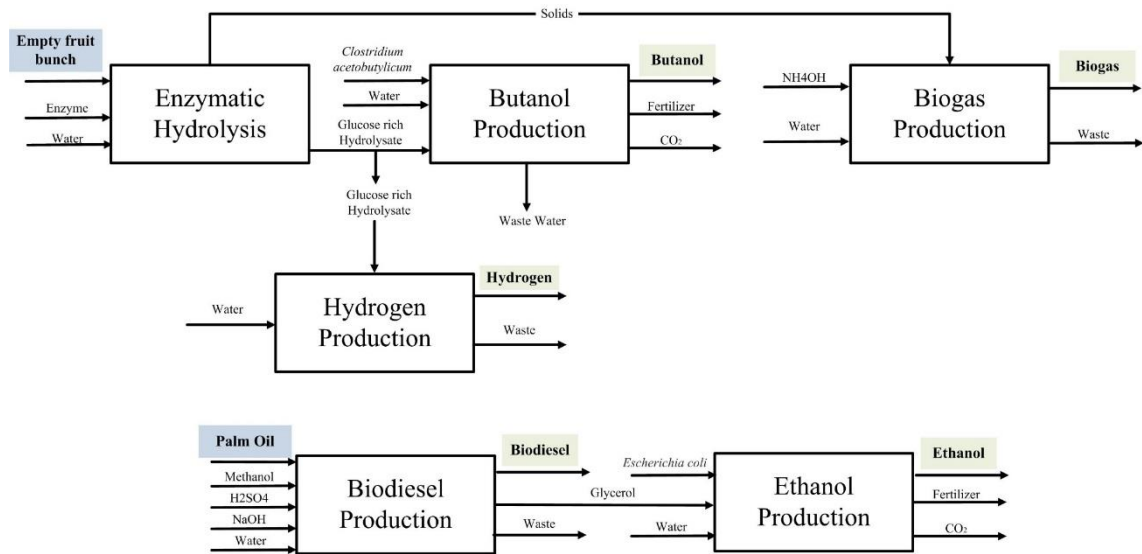 Solids
Empty fruit
bunch
Enzyme
Water
Enzymatic
Hydrolysis
Clostridium
acetobutylicum
Water
Glucose rich
Hydrolysate
Butanol
Production
Butanol
Fertilizer
CO₂
Waste Water
NH4OH
Water
Biogas
Production
Biogas
Waste
Glucose rich
Hydrolysate
Water
Hydrogen
Production
Hydrogen
Waste
Palm Oil
Methanol
H2SO4
NaOH
Water
Biodiesel
Production
Biodiesel
Glycerol
Waste
Escherichia coli
Water
Ethanol
Production
Ethanol
Fertilizer
CO₂